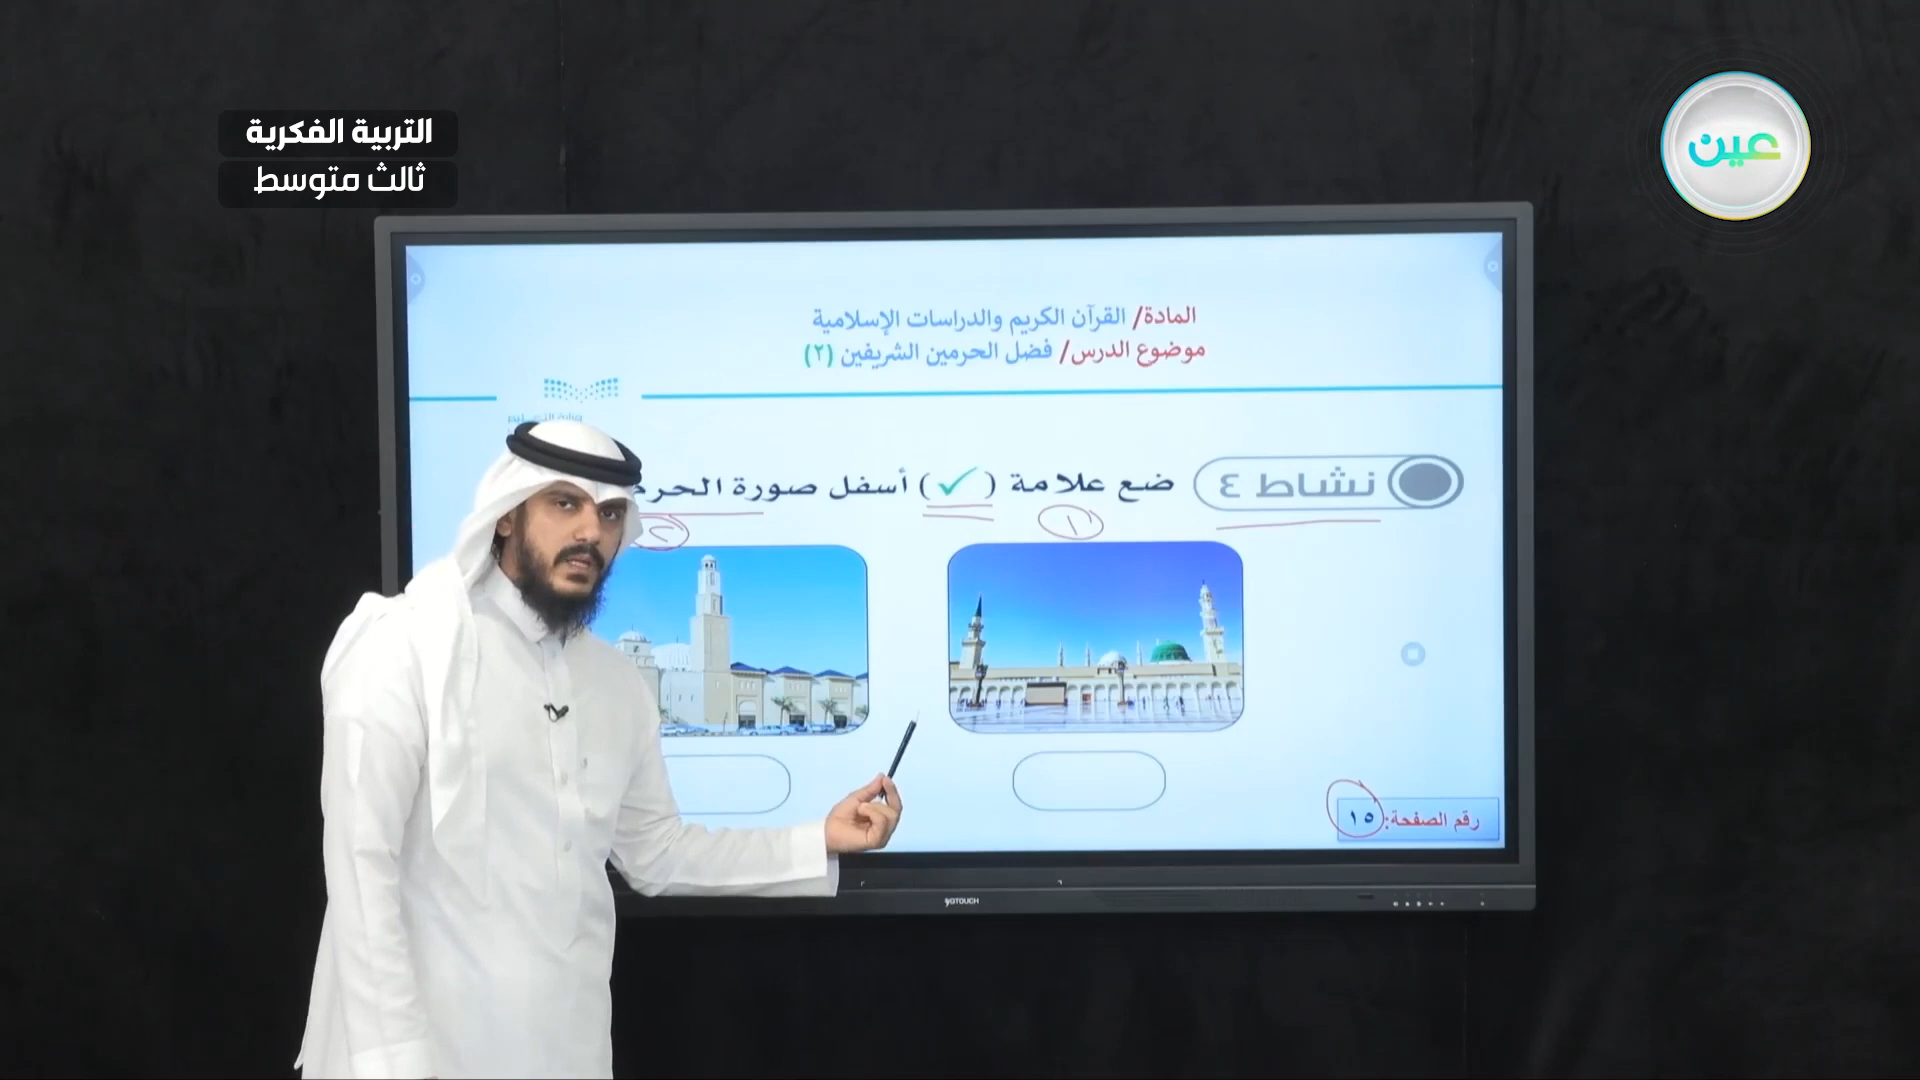 التربية الفكرية
ثالث متوسط
عين
المادة/ القرآن الكريم والدراسات الإسلامية
موضوع الدرس/ فضل الحرمين الشريفين (٢)
نشاط ٤
ضع علامة (✓) أسفل صورة
١
٢
رقم الصفحة: ١٥
IQTOUCH